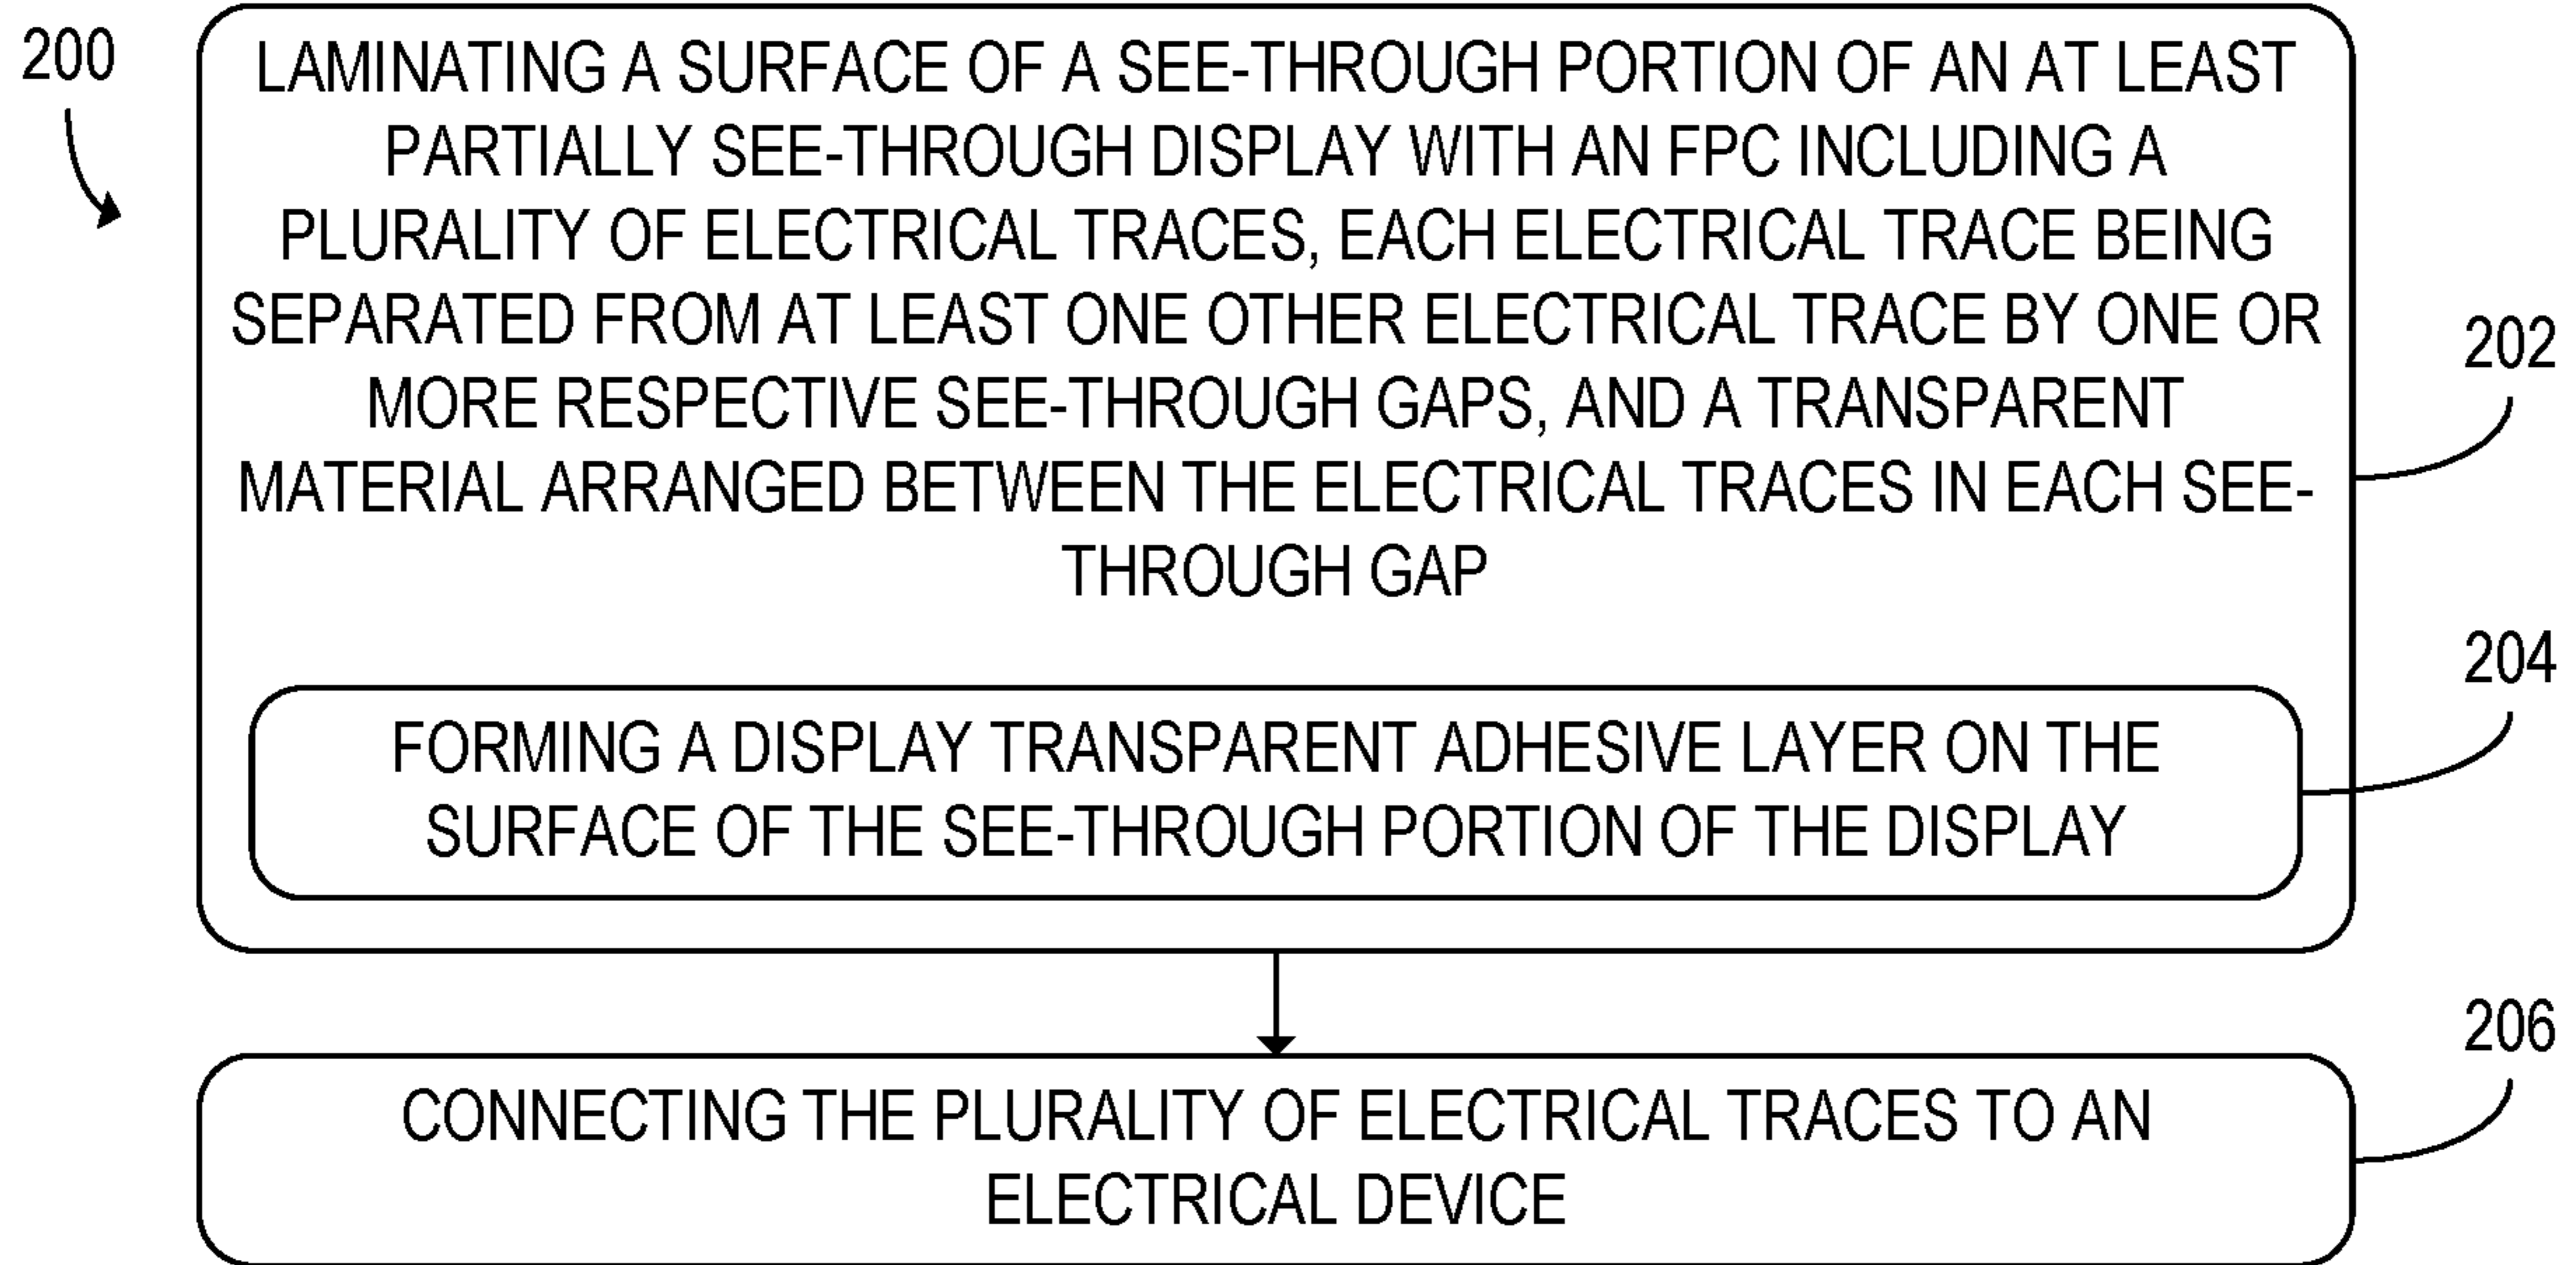 200
LAMINATING A SURFACE OF A SEE-THROUGH PORTION OF AN AT LEAST
PARTIALLY SEE-THROUGH DISPLAY WITH AN FPC INCLUDING A
PLURALITY OF ELECTRICAL TRACES, EACH ELECTRICAL TRACE BEING
SEPARATED FROM AT LEAST ONE OTHER ELECTRICAL TRACE BY ONE OR
MORE RESPECTIVE SEE-THROUGH GAPS, AND A TRANSPARENT
MATERIAL ARRANGED BETWEEN THE ELECTRICAL TRACES IN EACH SEE-
THROUGH GAP
202
FORMING A DISPLAY TRANSPARENT ADHESIVE LAYER ON THE
SURFACE OF THE SEE-THROUGH PORTION OF THE DISPLAY
204
CONNECTING THE PLURALITY OF ELECTRICAL TRACES TO AN
ELECTRICAL DEVICE
206